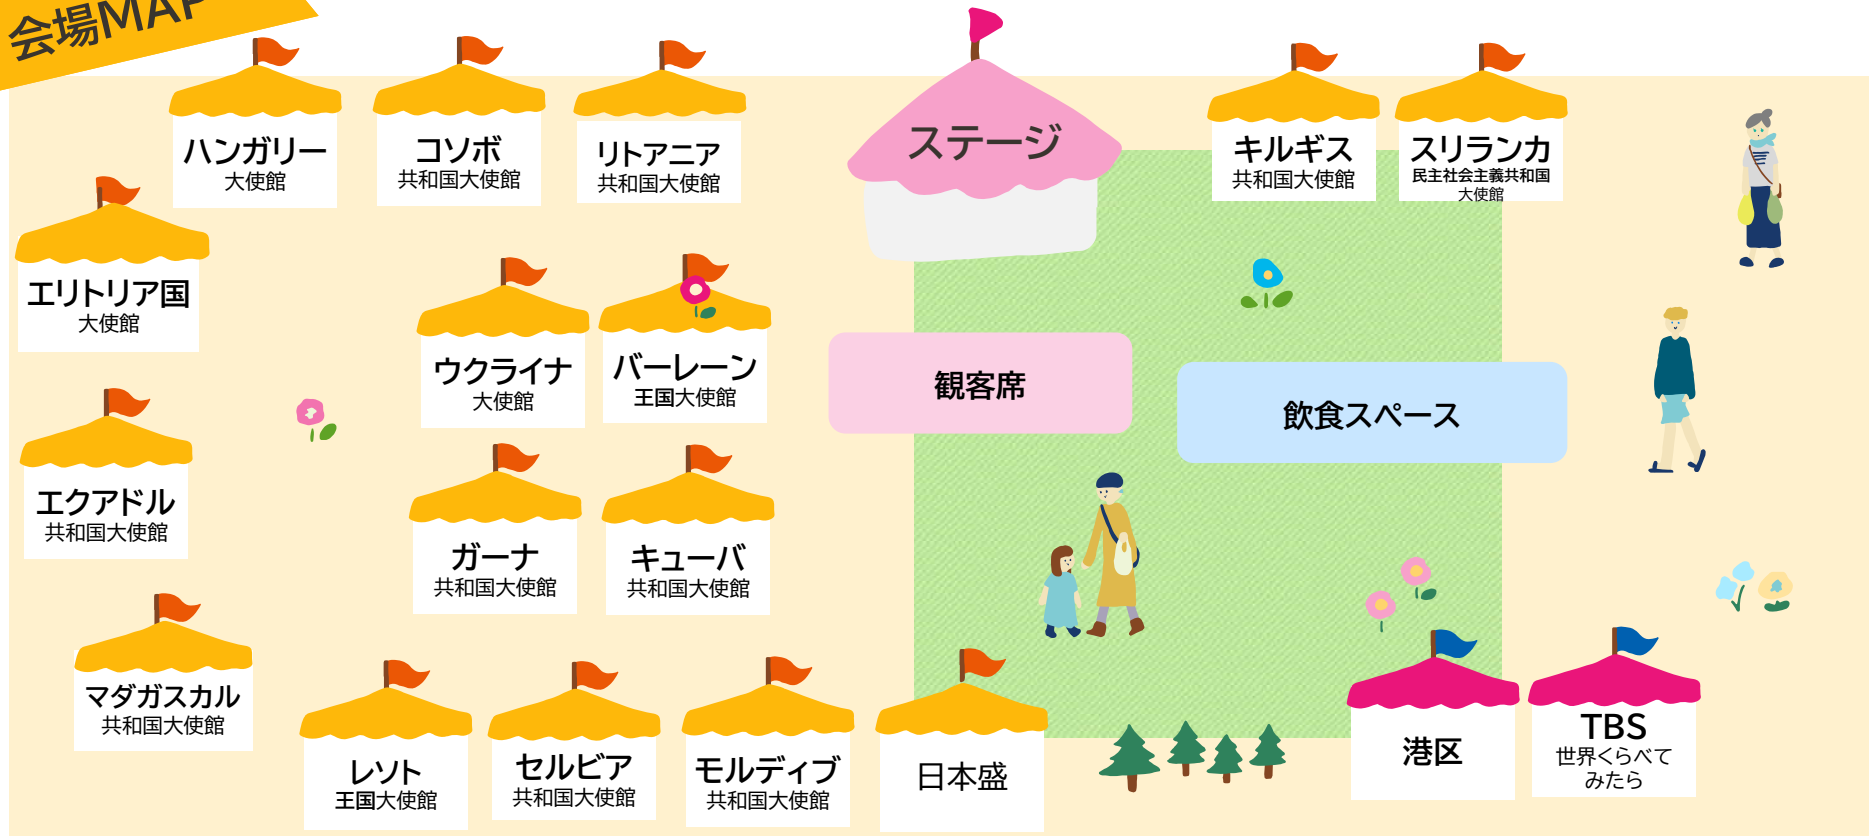 会場MAP
ハンガリー
大使館
コソボ
共和国大使館
リトアニア
共和国大使館
ステージ
キルギス
共和国大使館
スリランカ
民主社会主義共和国
大使館
エリトリア国
大使館
ウクライナ
大使館
バーレーン
王国大使館
観客席
飲食スペース
エクアドル
共和国大使館
ガーナ
共和国大使館
キューバ
共和国大使館
マダガスカル
共和国大使館
レソト
王国大使館
セルビア
共和国大使館
モルディブ
共和国大使館
日本盛
港区
TBS
世界くらべて
みたら